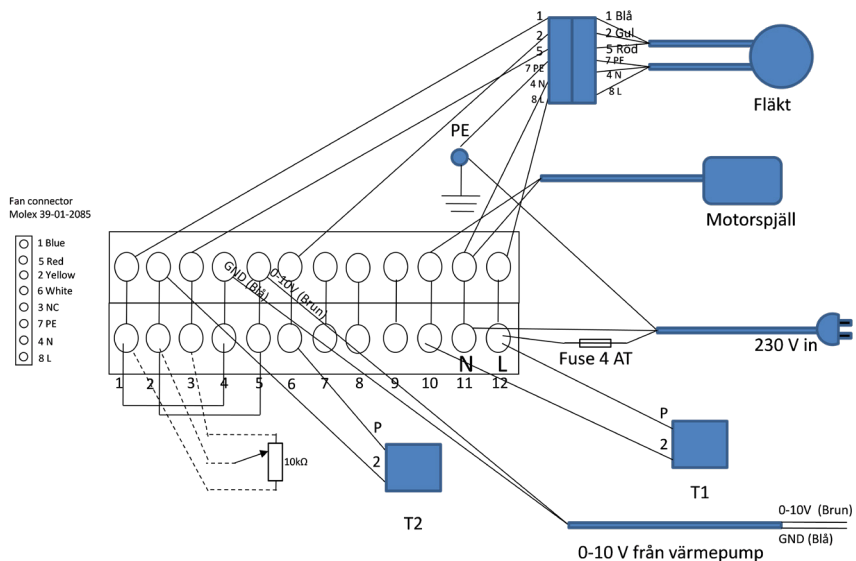 1
2
5
7 PE
4 N
8 L
1 Blå
2 Gul
5 Röd
7 PE
4 N
8 L
Fläkt
PE
Motorspjäll
Fan connector
Molex 39-01-2085
1 Blue
5 Red
2 Yellow
6 White
3 NC
7 PE
4 N
8 L
GND (Blå)
0-10V (Brun)
N
L
Fuse 4 AT
230 V in
1
2
3
4
5
6
7
8
9
10
11
12
10kΩ
P
2
T2
P
2
T1
0-10V (Brun)
GND (Blå)
0-10 V från värmepump